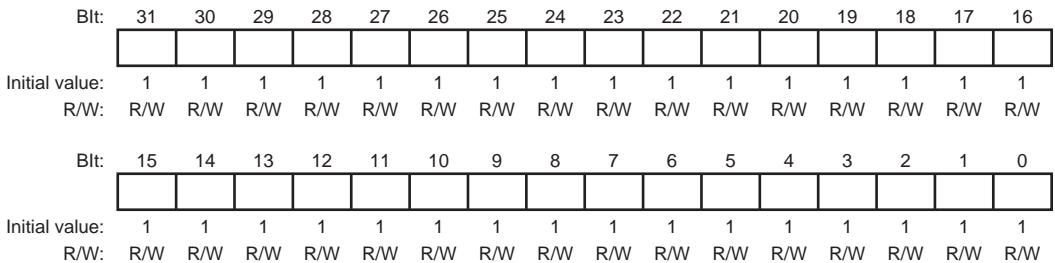 BIt: 31 30 29 28 27 26 25 24 23 22 21 20 19 18 17 16
Initial value: 1 1 1 1 1 1 1 1 1 1 1 1 1 1 1 1
R/W: R/W R/W R/W R/W R/W R/W R/W R/W R/W R/W R/W R/W R/W R/W R/W R/W
BIt: 15 14 13 12 11 10 9 8 7 6 5 4 3 2 1 0
Initial value: 1 1 1 1 1 1 1 1 1 1 1 1 1 1 1 1
R/W: R/W R/W R/W R/W R/W R/W R/W R/W R/W R/W R/W R/W R/W R/W R/W R/W